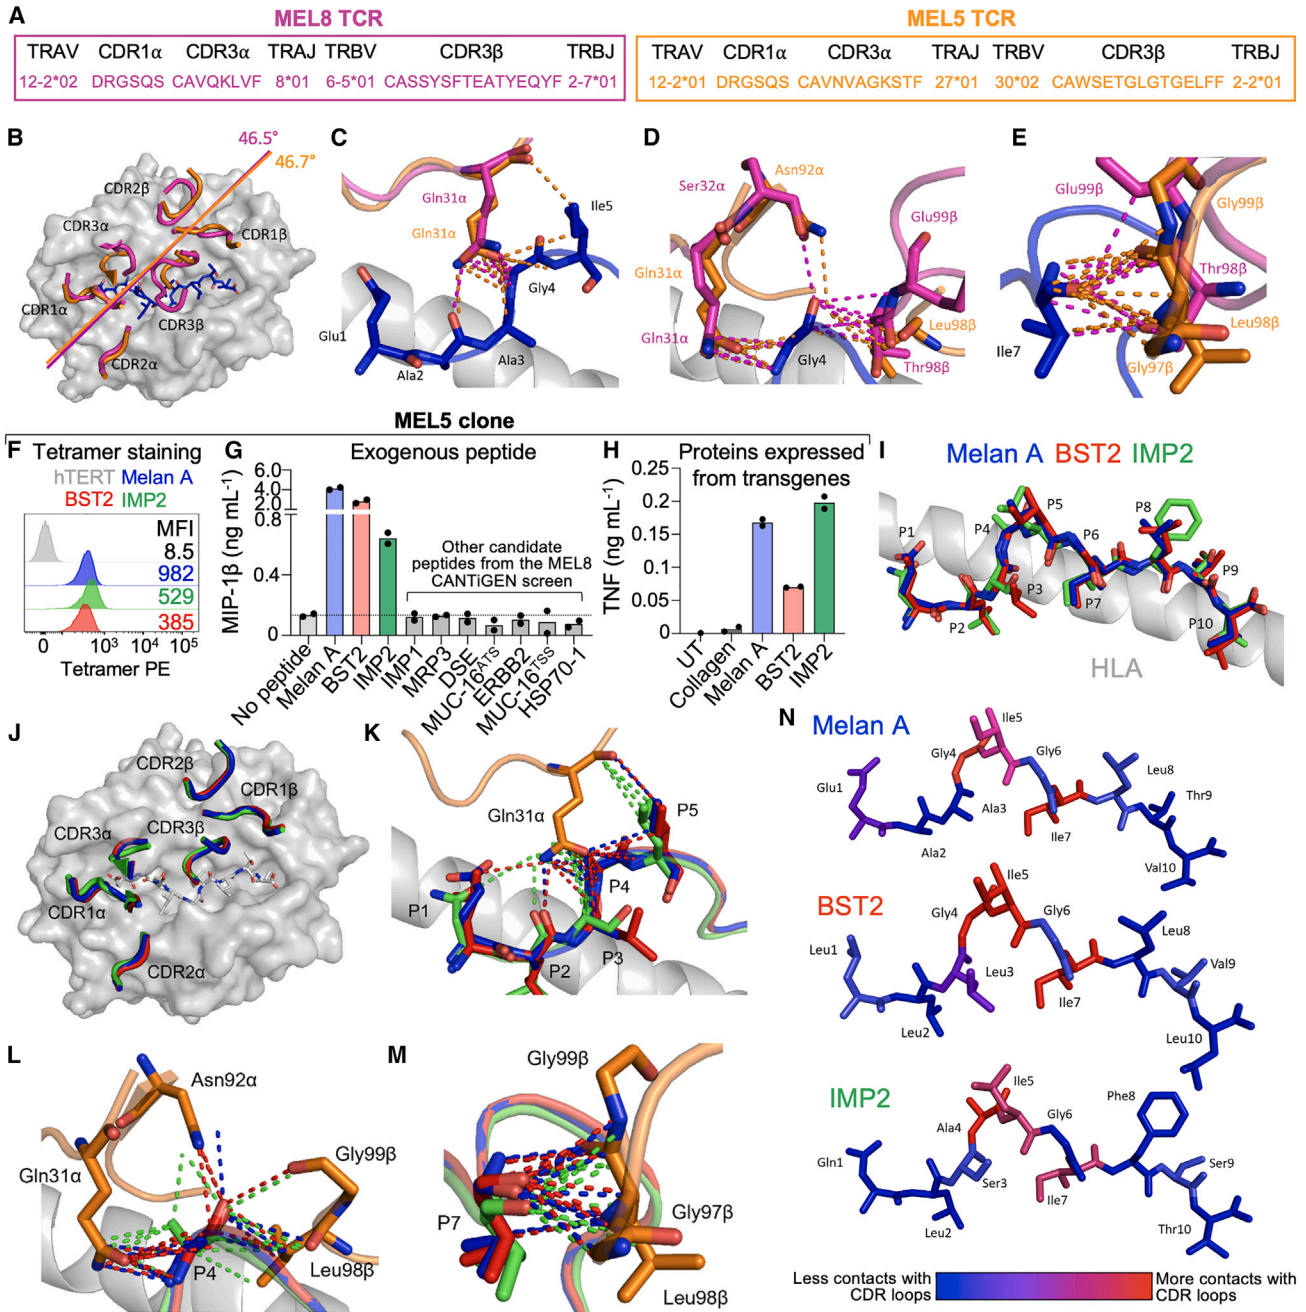 A
MEL8 TCR
TRAV CDR1α CDR3α TRAJ TRBV CDR3β TRBJ
12-2*02 DRGSQS CAVQKLVF 8*01 6-5*01 CASSYSFTEATYEQYF 2-7*01
MEL5 TCR
TRAV CDR1α CDR3α TRAJ TRBV CDR3β TRBJ
12-2*01 DRGSQS CAVNVAGKSTF 27*01 30*02 CAWSETGLGTGELFF 2-2*01
B
46.5°
46.7°
CDR2β
CDR3α
CDR1β
CDR1α
CDR3β
CDR2α
C
Gln31α
Ile5
Gln31α
Gly4
Glu1
Ala3
Ala2
D
Asn92α
Ser32α
Glu99β
Gln31α
Gln31α
Leu98β
Gly4
Thr98β
E
Glu99β
Gly99β
Thr98β
Leu98β
Ile7
Gly97β
MEL5 clone
F
Tetramer staining
hTERT Melan A
BST2 IMP2
MFI
8.5
982
529
385
0 10³ 10⁴ 10⁵
Tetramer PE
G
Exogenous peptide
MIP-1β (ng mL⁻¹)
6.0
4.0
2.0
0.8
0.4
0
Other candidate
peptides from the MEL8
CANTiGEN screen
No peptide
Melan A
BST2
IMP2
IMP1
MRP3
DSE
MUC-16ᴬᵀˢ
ERBB2
MUC-16ᵀˢˢ
HSP70-1
H
Proteins expressed
from transgenes
TNF (ng mL⁻¹)
0.25
0.2
0.15
0.1
0.05
0
UT
Collagen
Melan A
BST2
IMP2
I
Melan A BST2 IMP2
P1
P4
P5
P8
P6
P3
P9
P7
P2
P10
HLA
J
CDR2β
CDR1β
CDR3α
CDR3β
CDR1α
CDR2α
K
Gln31α
P5
P4
P1
P3
P2
L
Asn92α
Gln31α
Gly99β
P4
Leu98β
M
Gly99β
P7
Gly97β
Leu98β
N
Melan A
Ile5
Gly4
Gly6
Glu1
Leu8
Ala3
Thr9
Ile7
Ala2
Val10
BST2
Ile5
Gly4
Gly6
Leu8
Leu1
Leu3
Val9
Ile7
Leu2
Leu10
IMP2
Ile5
Phe8
Gly6
Ala4
Gln1
Ser9
Ser3
Ile7
Leu2
Thr10
Less contacts with
CDR loops
More contacts with
CDR loops